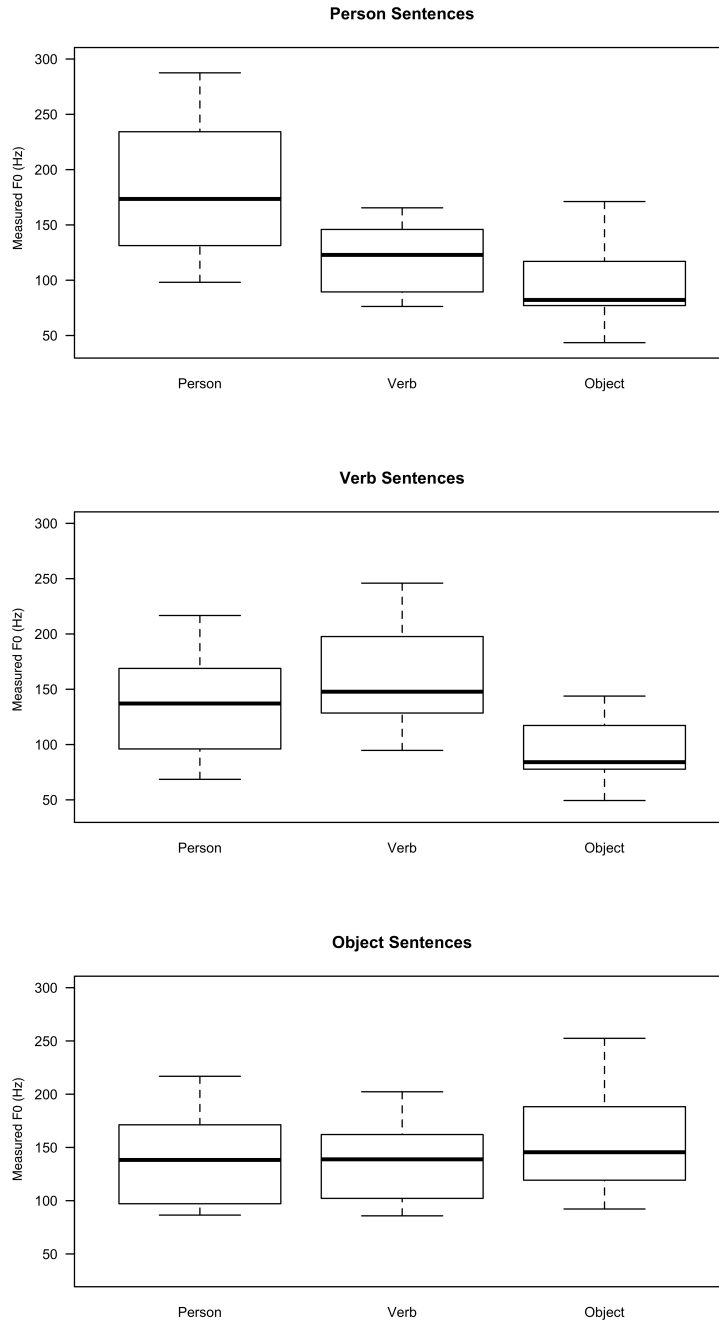 Person Sentences
Measured F0 (Hz)
300
250
200
150
100
50
Person Verb Object
Verb Sentences
Measured F0 (Hz)
300
250
200
150
100
50
Person Verb Object
Object Sentences
Measured F0 (Hz)
300
250
200
150
100
50
Person Verb Object